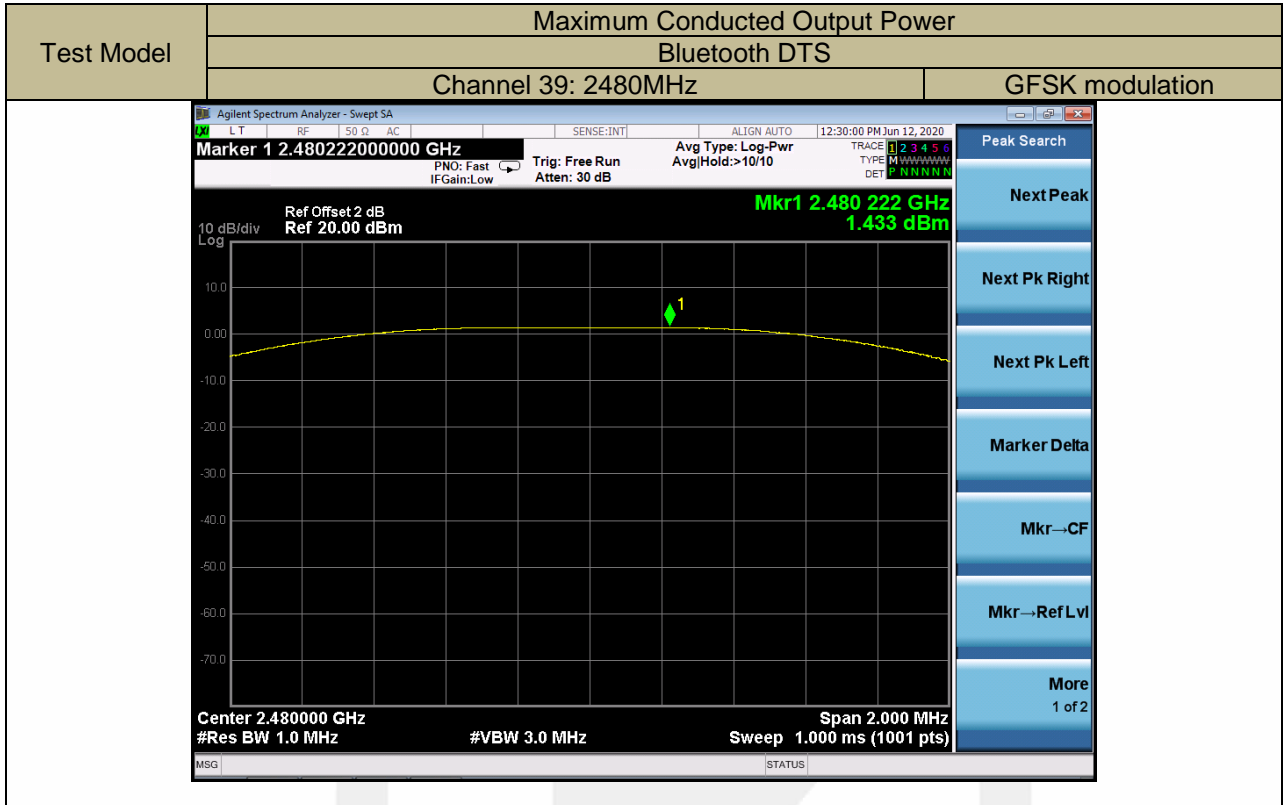 Test Model
Maximum Conducted Output Power
Bluetooth DTS
Channel 39: 2480MHz
GFSK modulation
Agilent Spectrum Analyzer - Swept SA
LXI L T RF 50 Ω AC SENSE:INT ALIGN AUTO 12:30:00 PM Jun 12, 2020
Marker 1 2.480222000000 GHz
PNO: Fast
IFGain:Low
Trig: Free Run
Atten: 30 dB
Avg Type: Log-Pwr
Avg|Hold:>10/10
TRACE 1 2 3 4 5 6
TYPE M WWWWW
DET P N N N N N
Peak Search
Mkr1 2.480 222 GHz
1.433 dBm
Ref Offset 2 dB
10 dB/div Ref 20.00 dBm
Log
10.0
0.00
-10.0
-20.0
-30.0
-40.0
-50.0
-60.0
-70.0
1
Center 2.480000 GHz Span 2.000 MHz
#Res BW 1.0 MHz #VBW 3.0 MHz Sweep 1.000 ms (1001 pts)
MSG STATUS
Next Peak
Next Pk Right
Next Pk Left
Marker Delta
Mkr→CF
Mkr→Ref Lvl
More
1 of 2